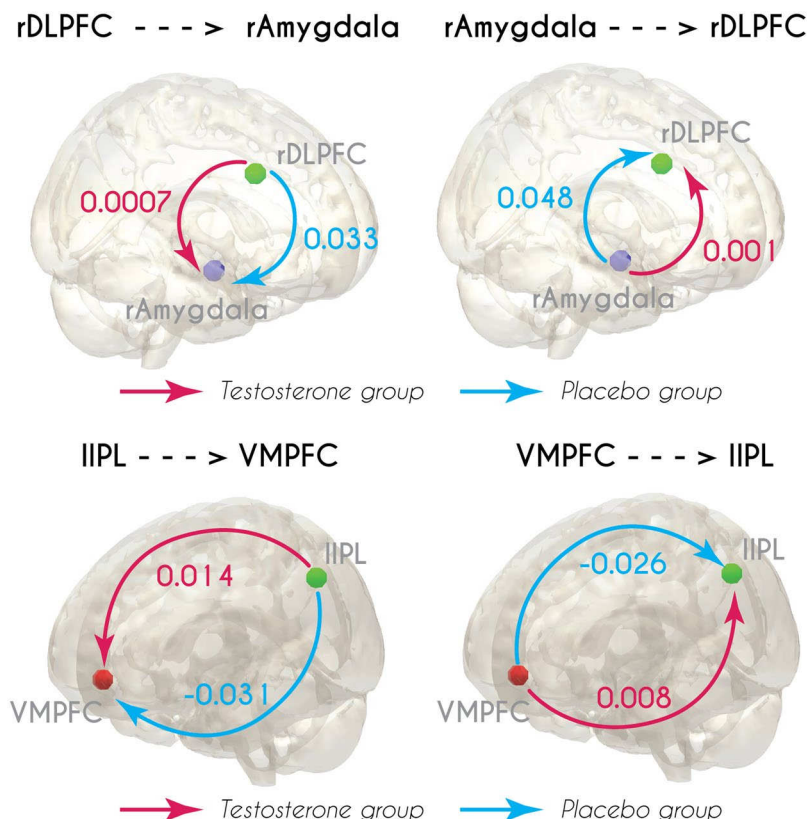 rDLPFC - - - > rAmygdala
rAmygdala - - - > rDLPFC
rDLPFC
0.0007
0.033
rAmygdala
rDLPFC
0.048
0.001
rAmygdala
Testosterone group
Placebo group
lIPL - - - > VMPFC
VMPFC - - - > lIPL
lIPL
0.014
-0.031
VMPFC
lIPL
-0.026
VMPFC
0.008
Testosterone group
Placebo group